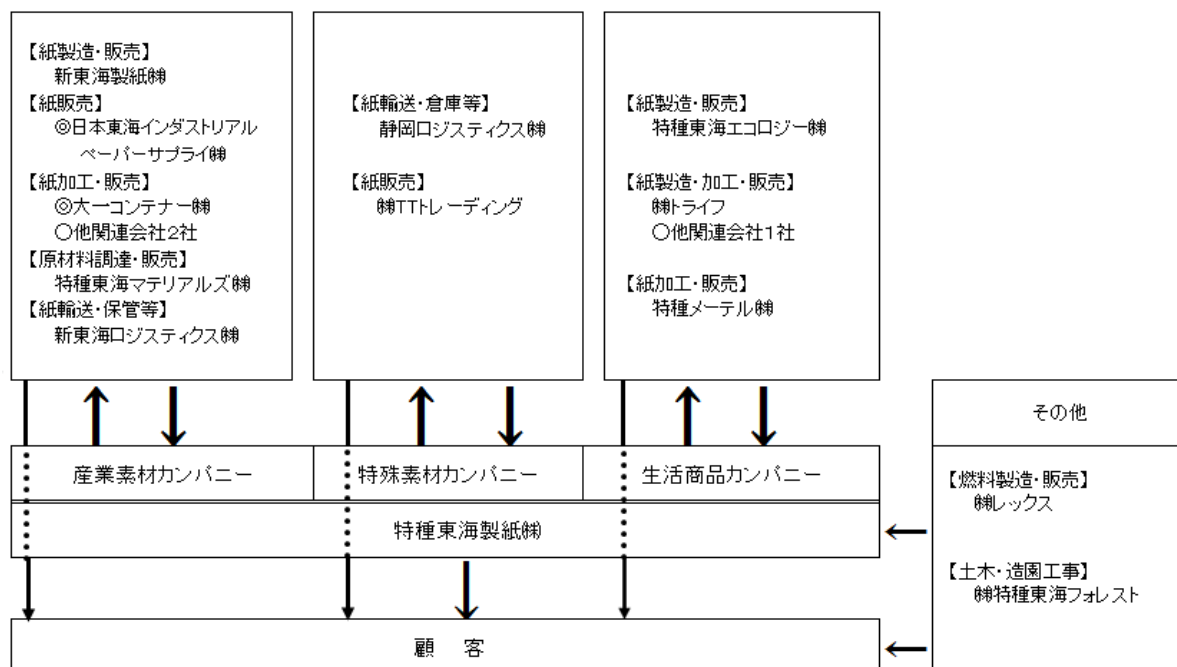 【紙製造・販売】
新東海製紙㈱
【紙販売】
◎日本東海インダストリアル
ペーパーサプライ㈱
【紙加工・販売】
◎大一コンテナー㈱
○他関連会社2社
【原材料調達・販売】
特種東海マテリアルズ㈱
【紙輸送・保管等】
新東海ロジスティクス㈱
【紙輸送・倉庫等】
静岡ロジスティクス㈱
【紙販売】
㈱TTトレーディング
【紙製造・販売】
特種東海エコロジー㈱
【紙製造・加工・販売】
㈱トライフ
○他関連会社1社
【紙加工・販売】
特種メーテル㈱
産業素材カンパニー
特殊素材カンパニー
生活商品カンパニー
特種東海製紙㈱
顧 客
その他
【燃料製造・販売】
㈱レックス
【土木・造園工事】
㈱特種東海フォレスト